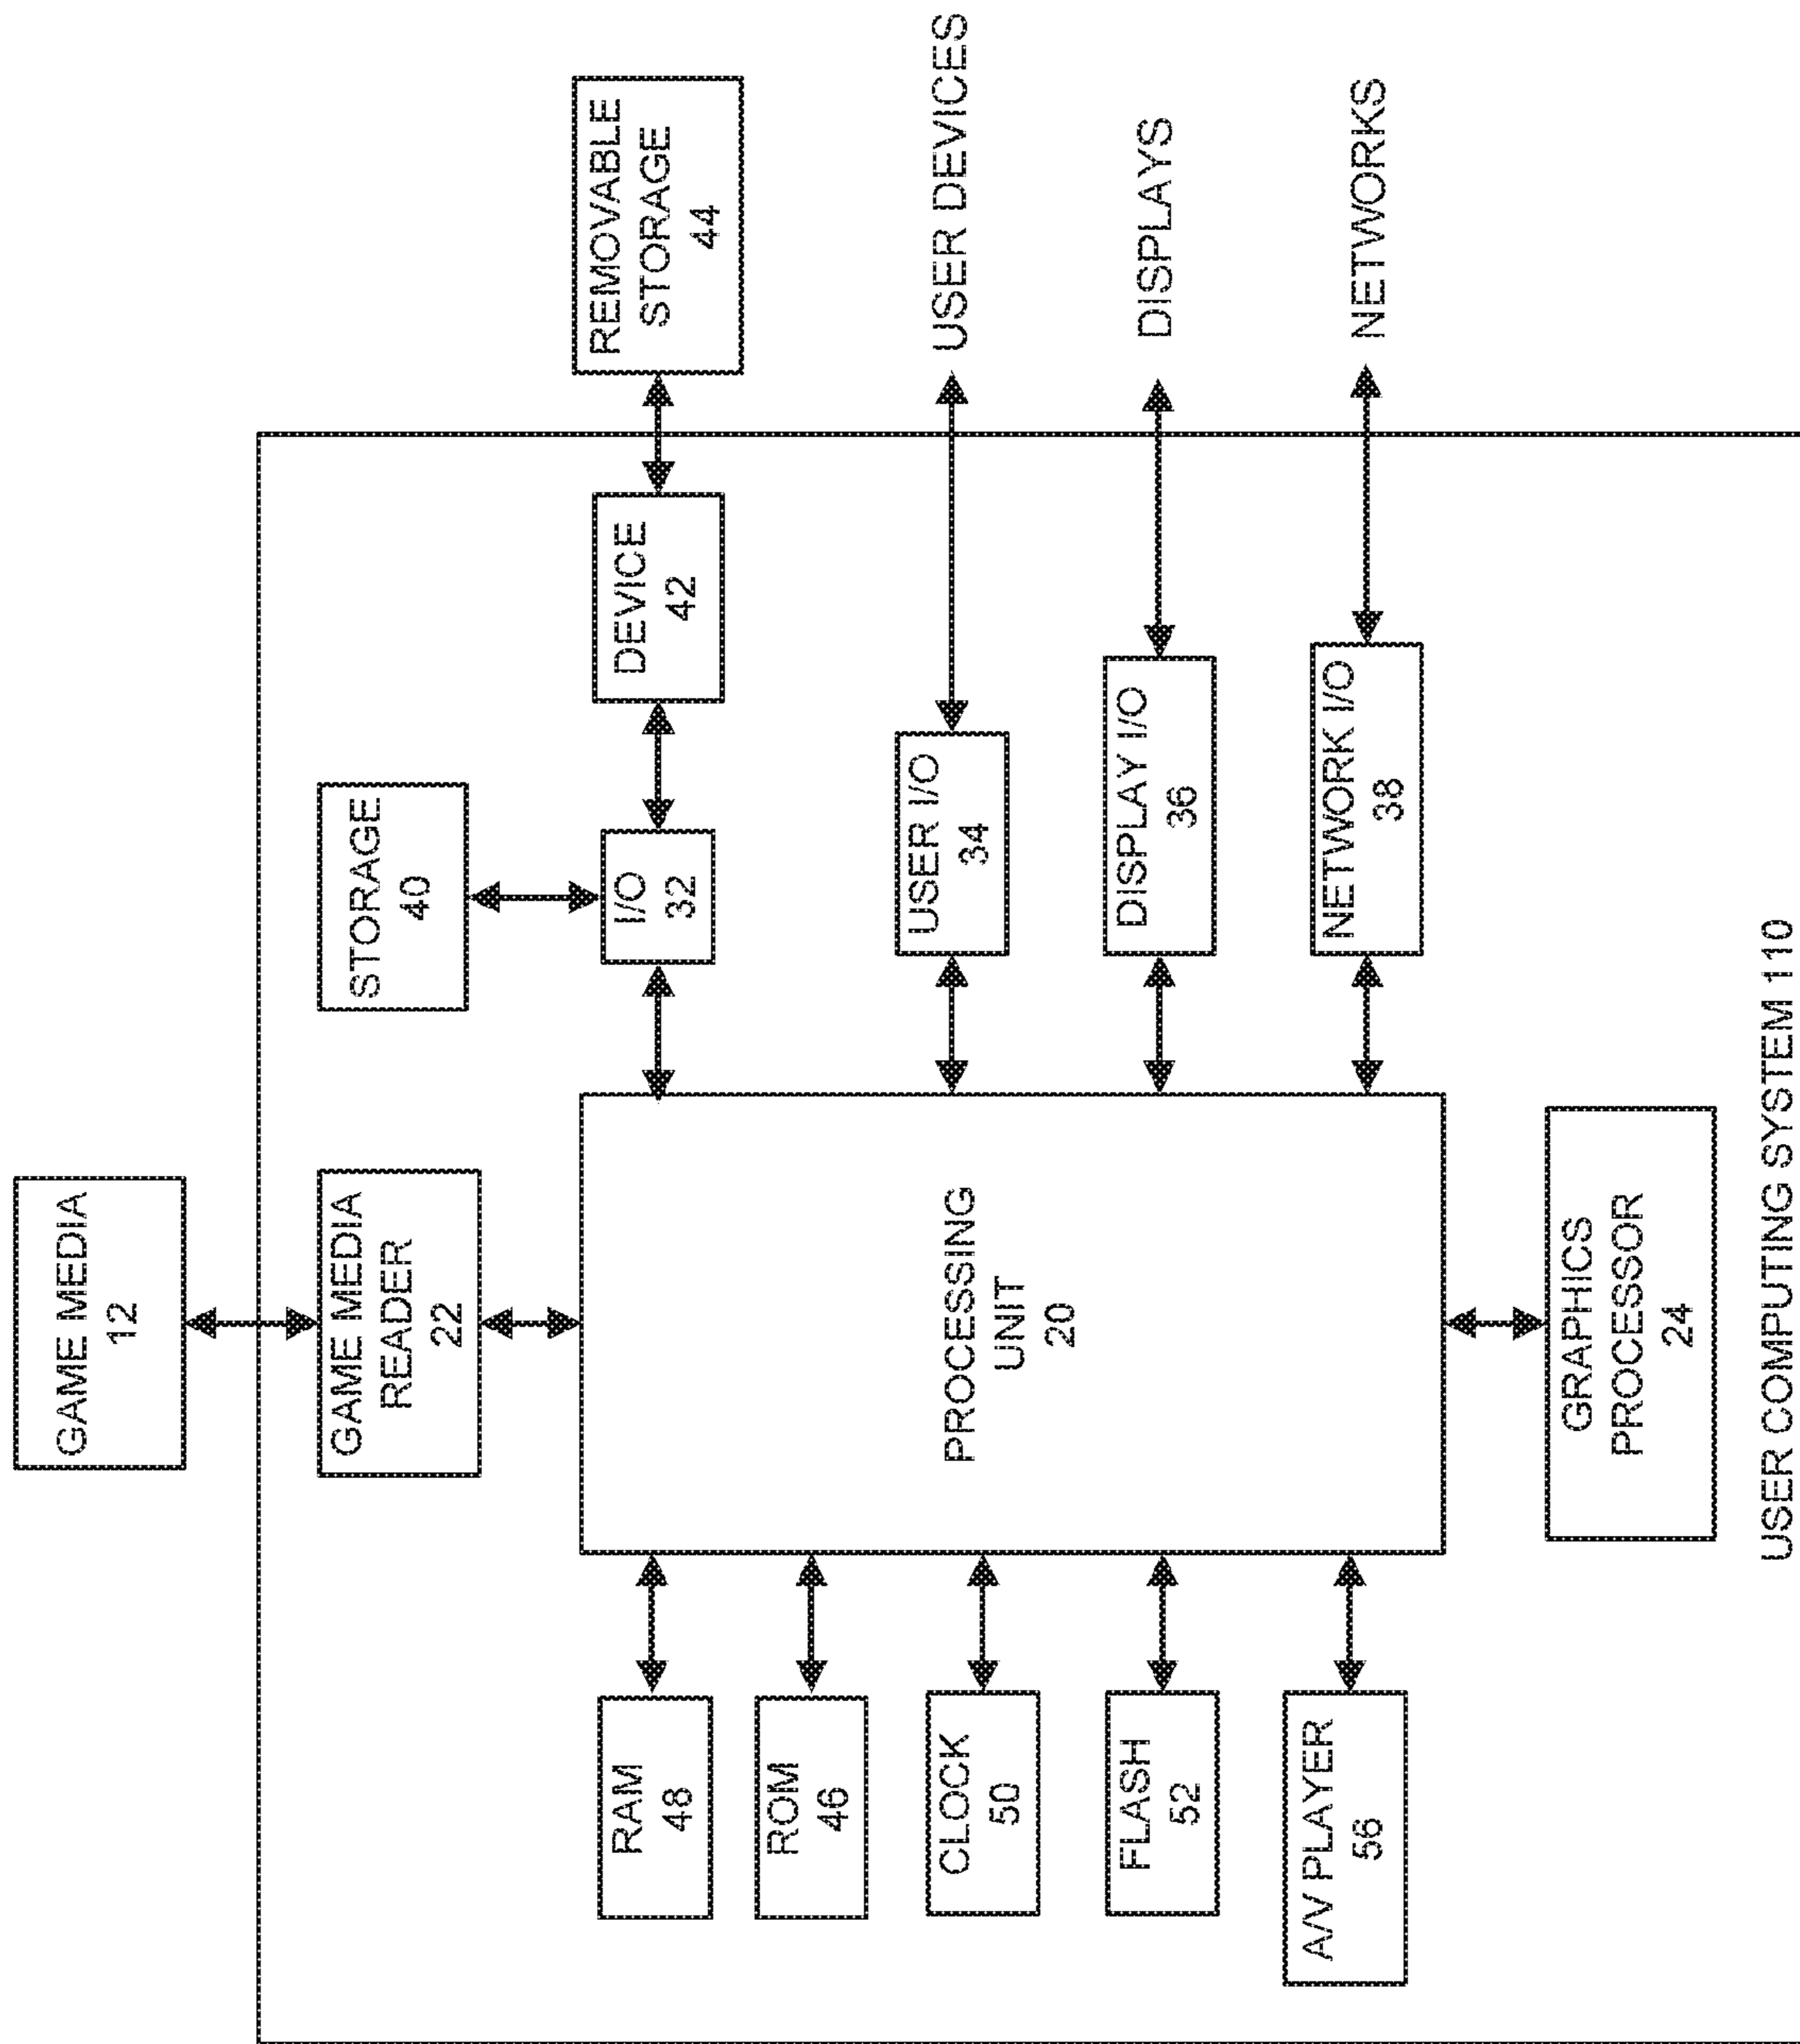 GAME MEDIA
12
GAME MEDIA
READER
22
STORAGE
40
RAM
48
I/O
32
DEVICE
42
REMOVABLE
STORAGE
44
ROM
46
PROCESSING
UNIT
20
CLOCK
50
USER I/O
34
USER DEVICES
FLASH
52
DISPLAY I/O
36
DISPLAYS
A/V PLAYER
56
NETWORK I/O
38
NETWORKS
GRAPHICS
PROCESSOR
24
USER COMPUTING SYSTEM 110